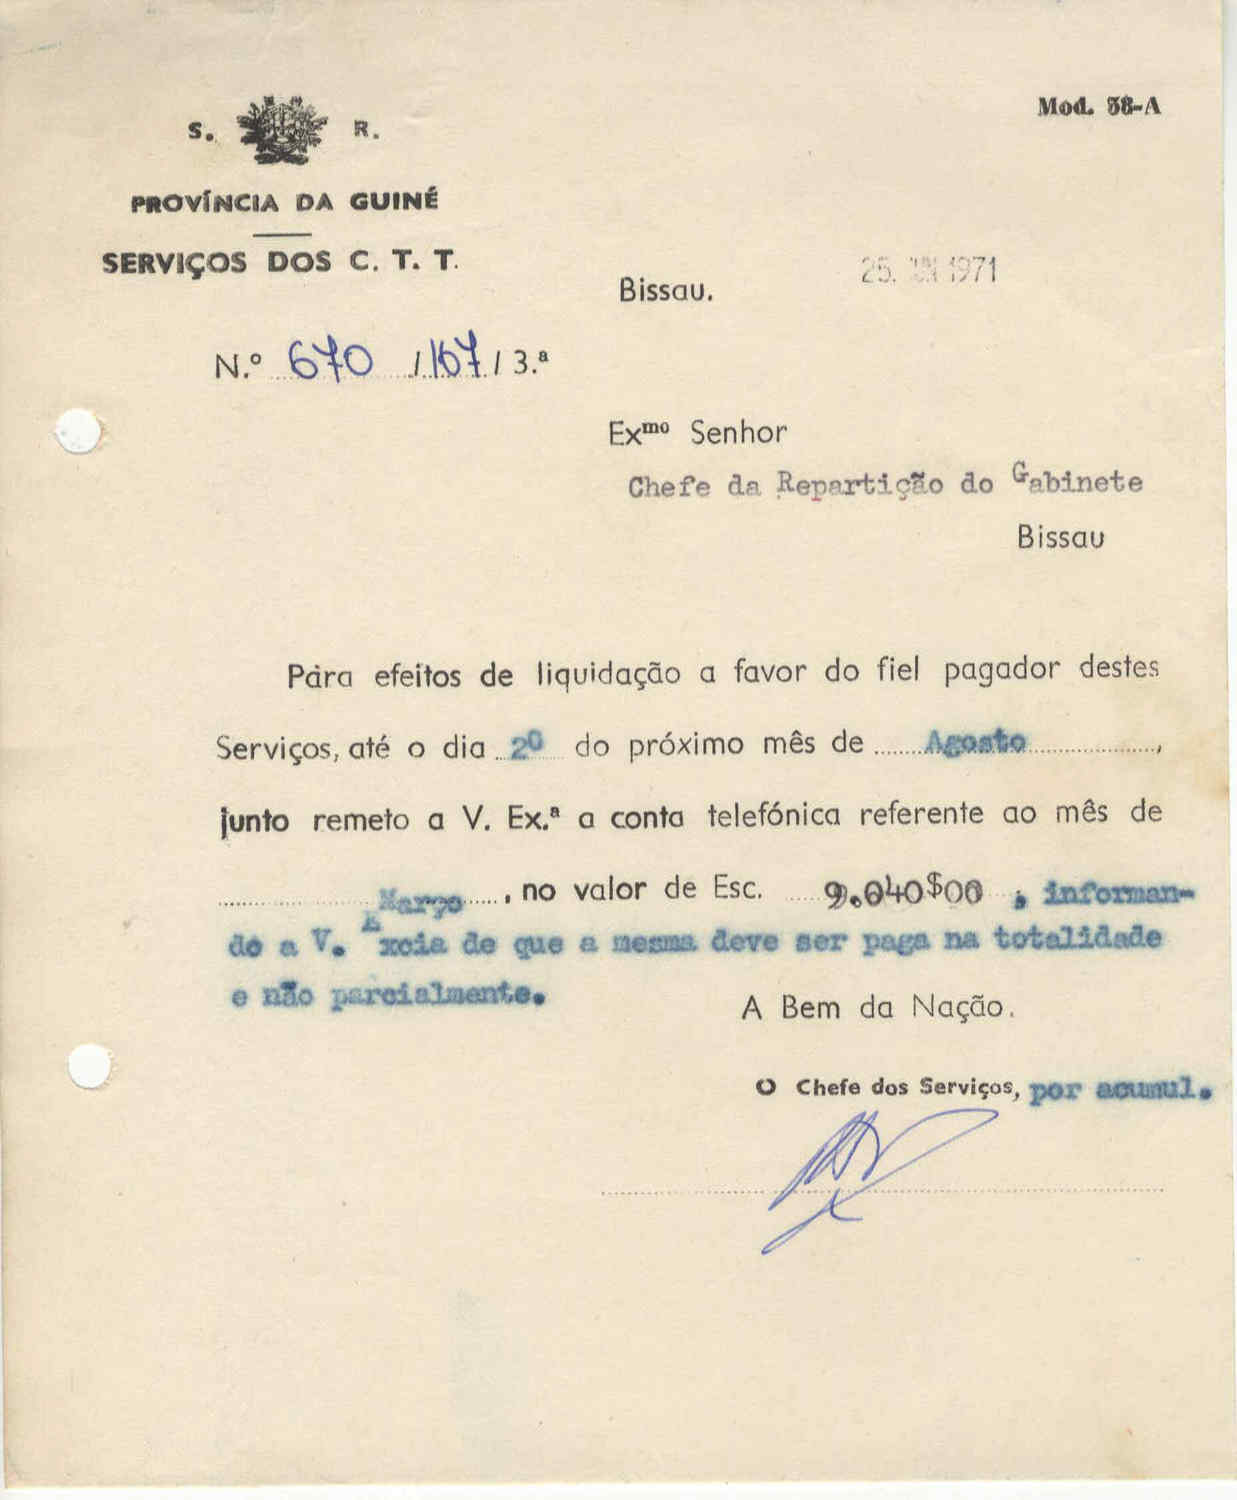 Mod. 38-A
S. R.
PROVÍNCIA DA GUINÉ
SERVIÇOS DOS C. T. T.
25. 1971
Bissau.
N.º 670 / 167 / 3.ª
Exmo Senhor
Chefe da Repartição do Gabinete
Bissau
Para efeitos de liquidação a favor do fiel pagador destes
Serviços, até o dia 20 do próximo mês de Agosto,
junto remeto a V. Ex.ª a conta telefónica referente ao mês de
Março, no valor de Esc. 9.040$00 , informan-
do a V. Excia de que a mesma deve ser paga na totalidade
e não parcialmente.
A Bem da Nação.
O Chefe dos Serviços, por acumul.